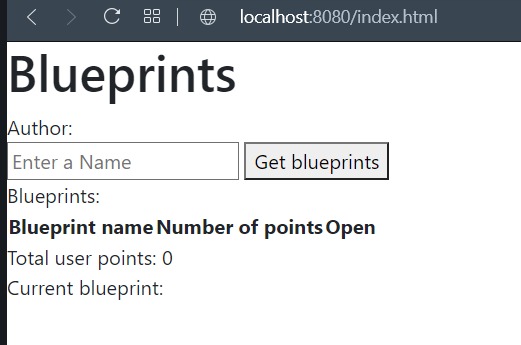 localhost:8080/index.html
Blueprints
Author:
Enter a Name Get blueprints
Blueprints:
Blueprint name Number of points Open
Total user points: 0
Current blueprint: